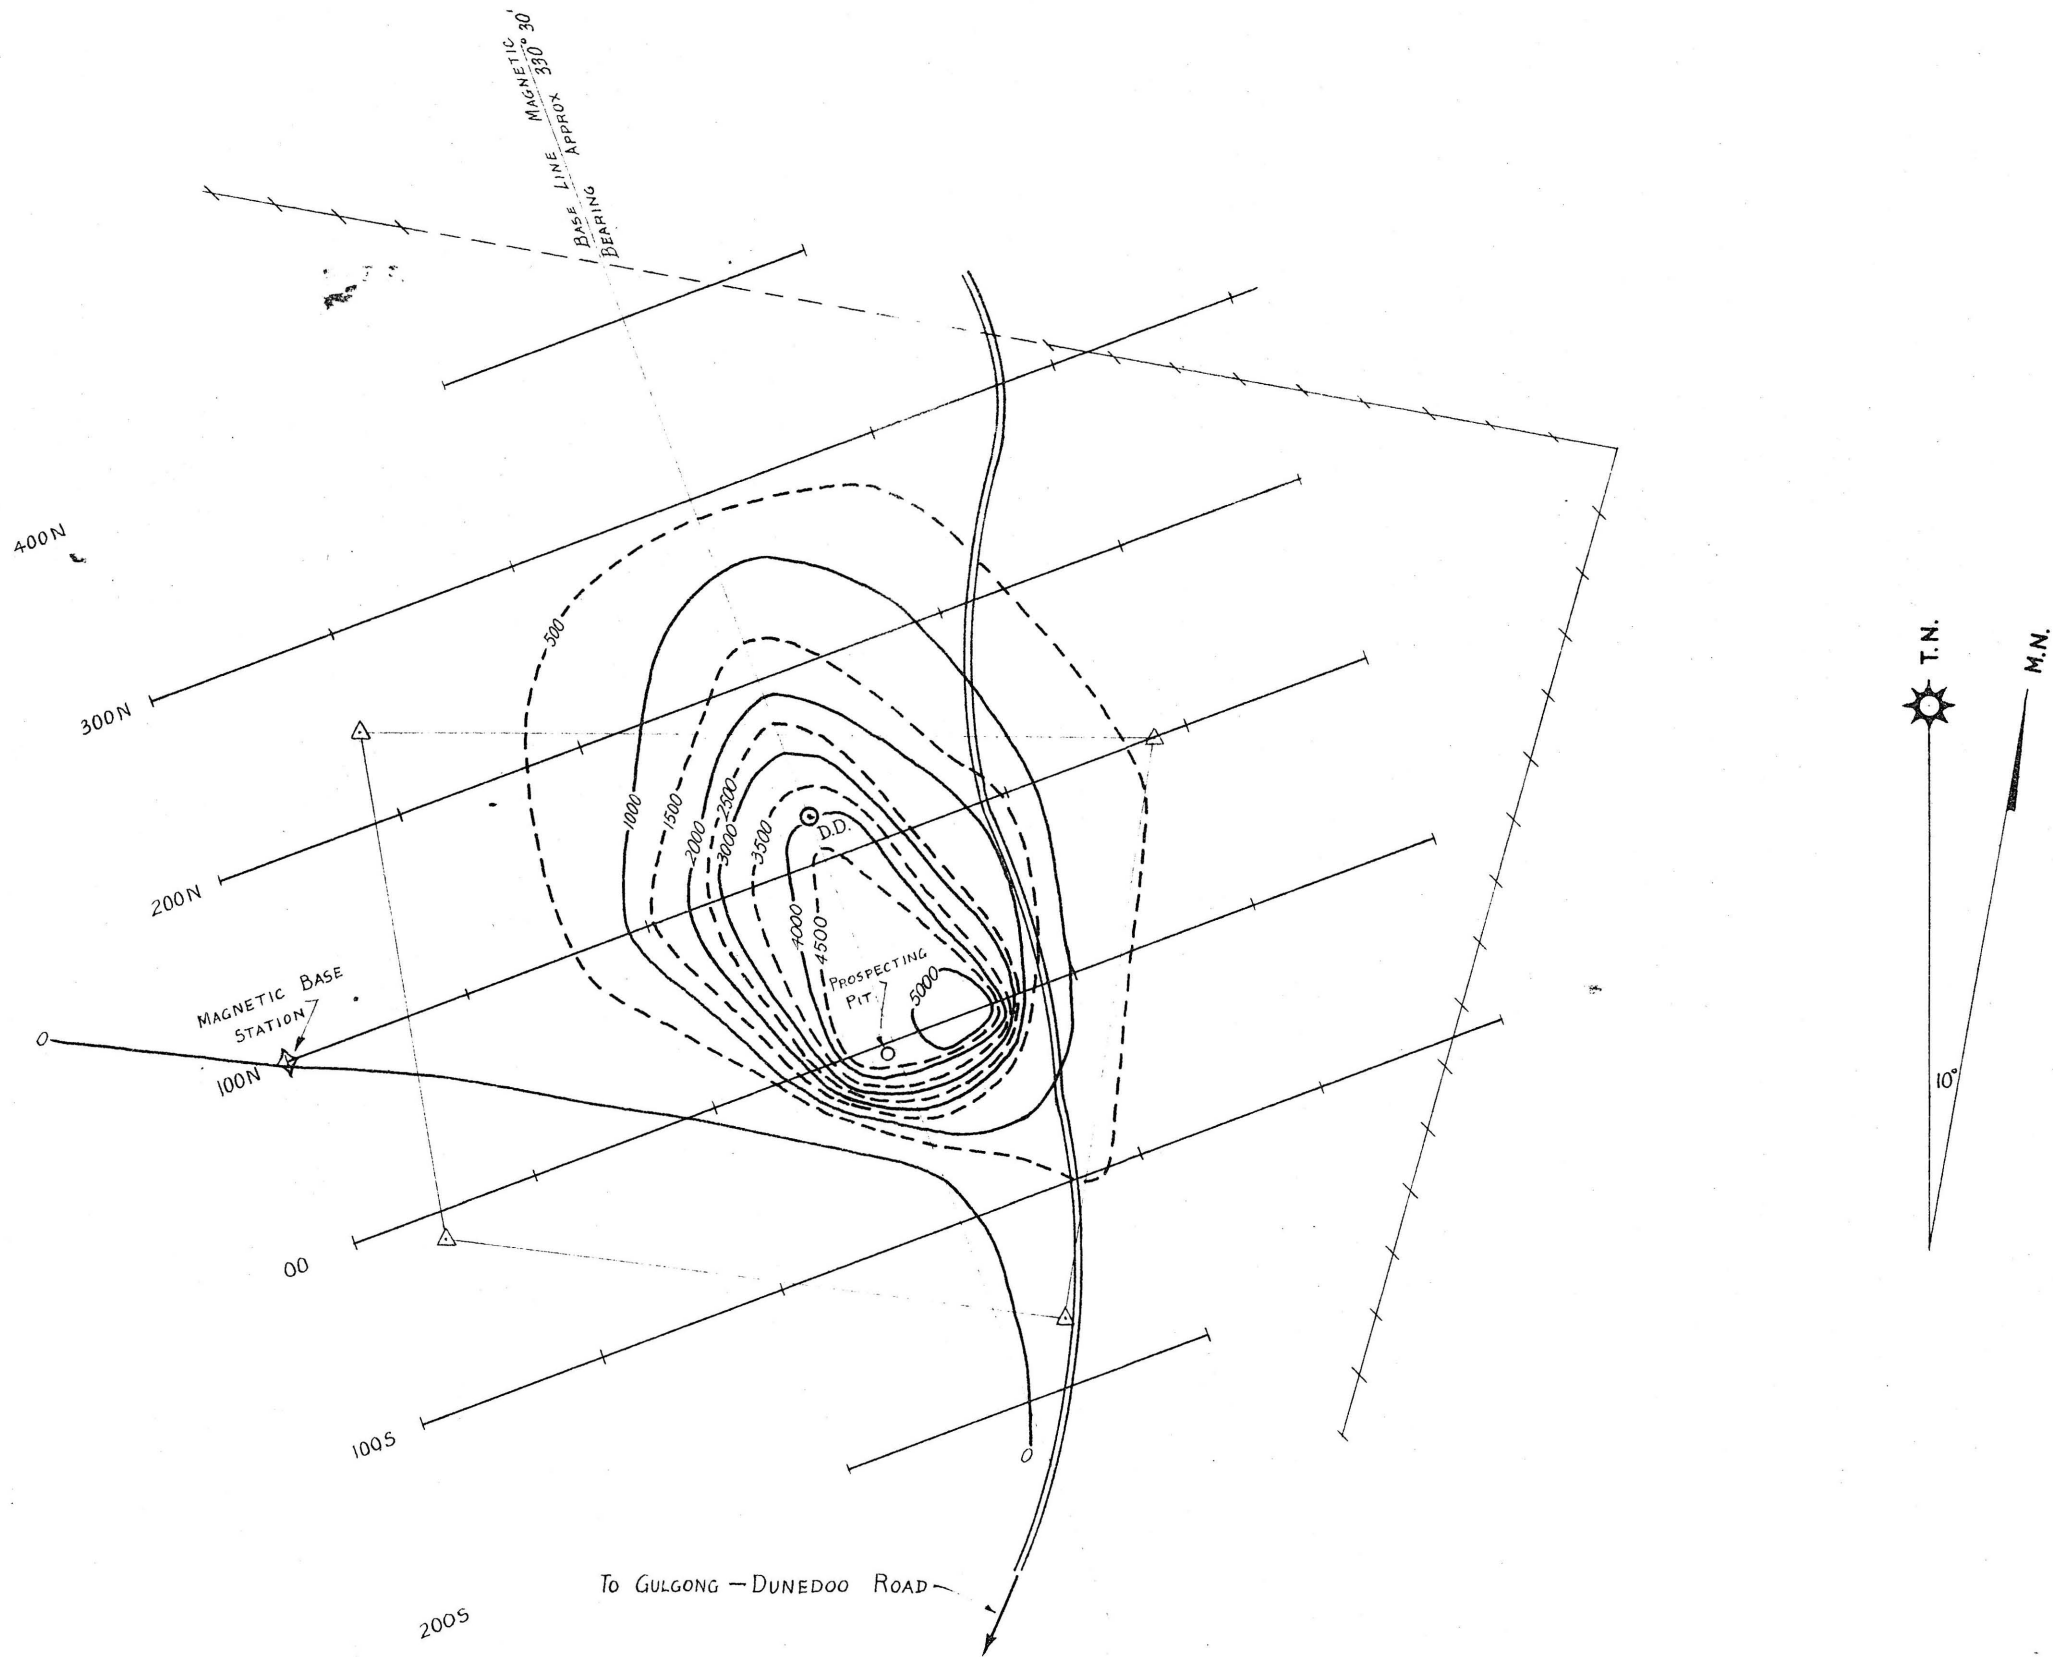 BASE LINE MAGNETIC
BEARING APPROX 330° 30'
400N
300N
200N
100N
00
100S
200S
500
1000
1500
2000
2500
3000
3500
4000
4500
5000
D.D.
PROSPECTING
PIT
MAGNETIC BASE
STATION
0
0
TO GULGONG – DUNEDOO ROAD
T.N.
M.N.
10°